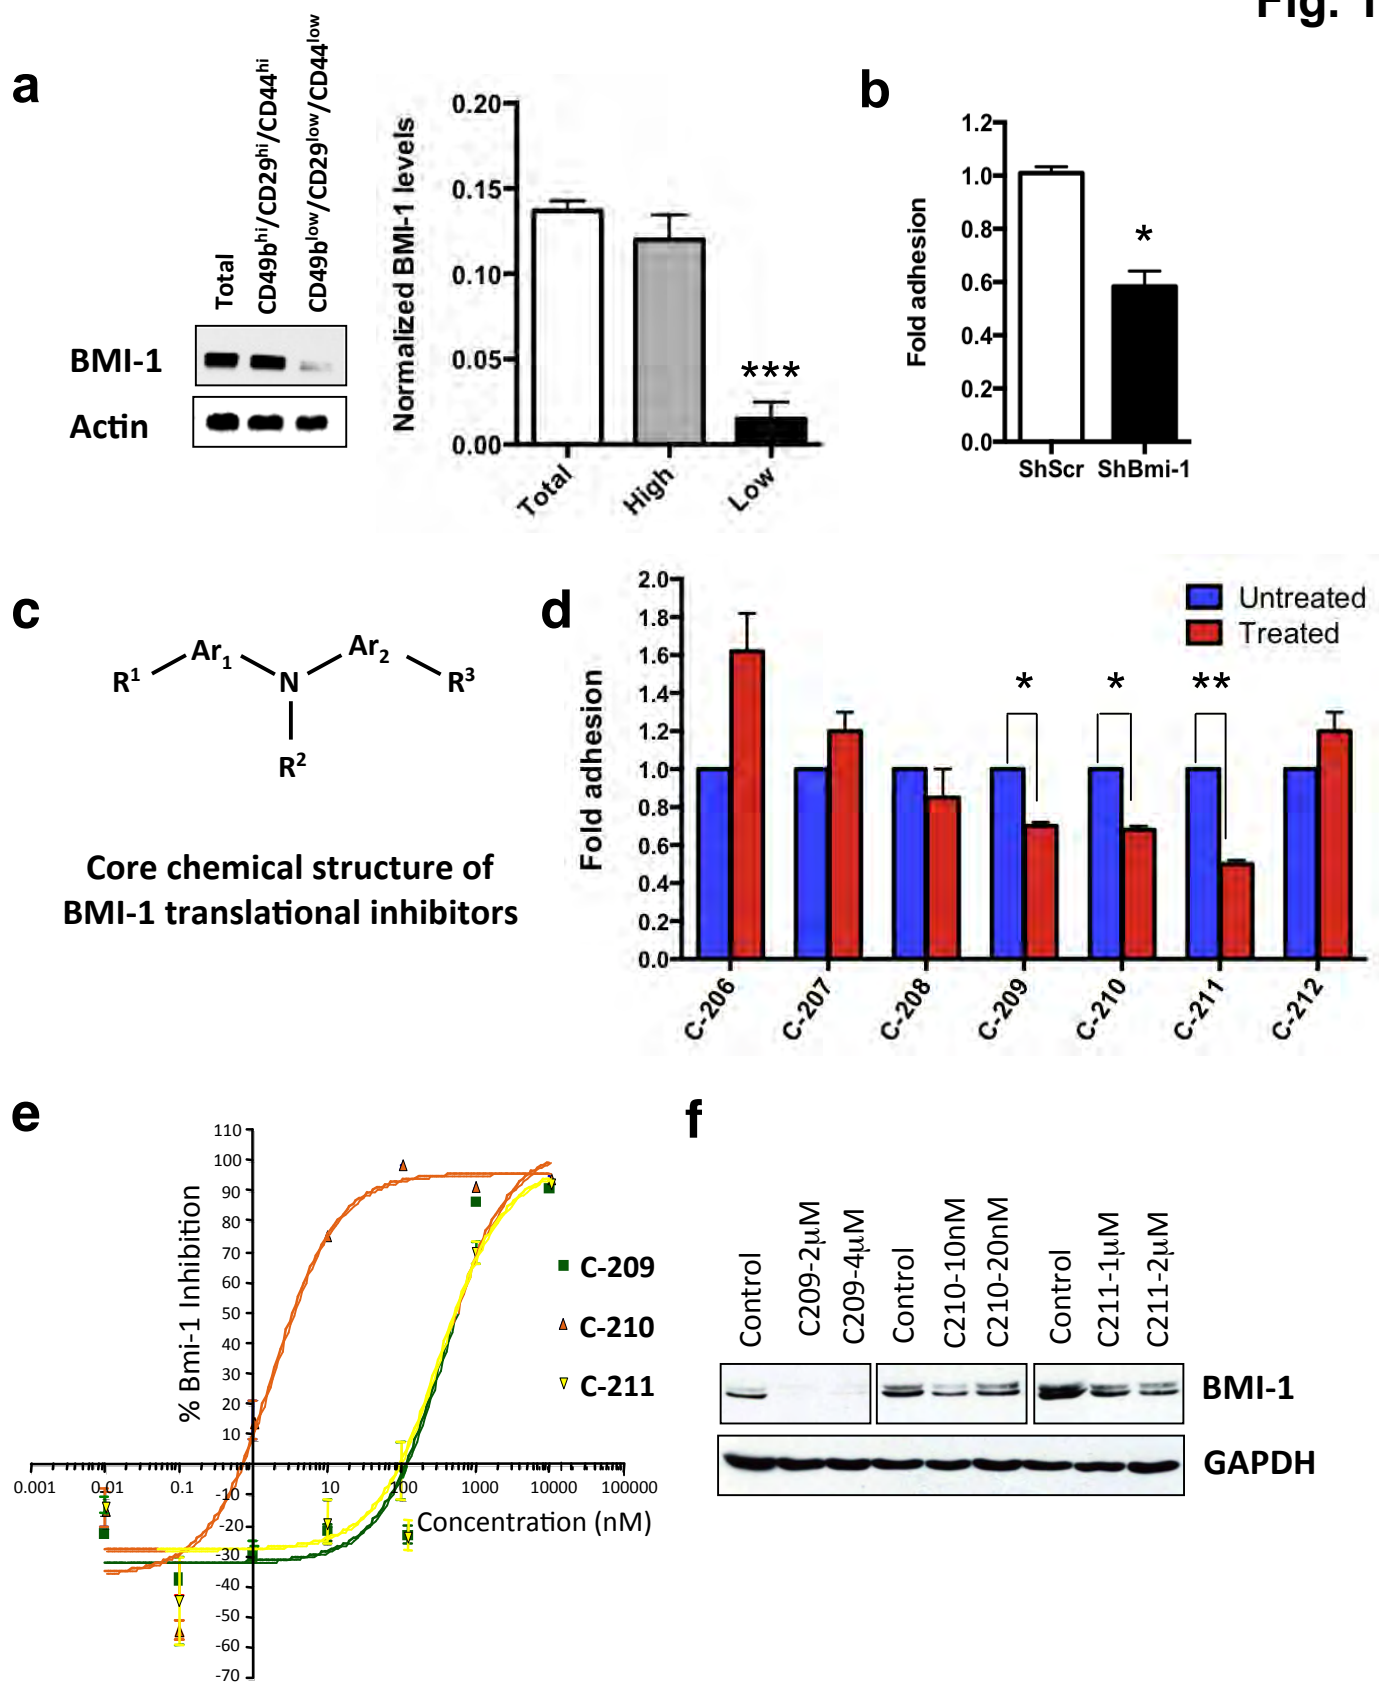 Fig. 1
a
Total
CD49b^hi/CD29^hi/CD44^hi
CD49b^low/CD29^low/CD44^low
BMI-1
Actin
Normalized BMI-1 levels
0.20
0.15
0.10
0.05
0.00
Total
High
Low
***
b
Fold adhesion
1.2
1.0
0.8
0.6
0.4
0.2
0.0
*
ShScr
ShBmi-1
c
R^1
Ar_1
N
Ar_2
R^3
R^2
Core chemical structure of
BMI-1 translational inhibitors
d
Fold adhesion
2.0
1.8
1.6
1.4
1.2
1.0
0.8
0.6
0.4
0.2
0.0
Untreated
Treated
*
*
**
C-206
C-207
C-208
C-209
C-210
C-211
C-212
e
% Bmi-1 Inhibition
110
100
90
80
70
60
50
40
30
20
10
-10
-20
-30
-40
-50
-60
-70
0.001
0.01
0.1
10
100
1000
10000
100000
Concentration (nM)
C-209
C-210
C-211
f
Control
C209-2μM
C209-4μM
Control
C210-10nM
C210-20nM
Control
C211-1μM
C211-2μM
BMI-1
GAPDH